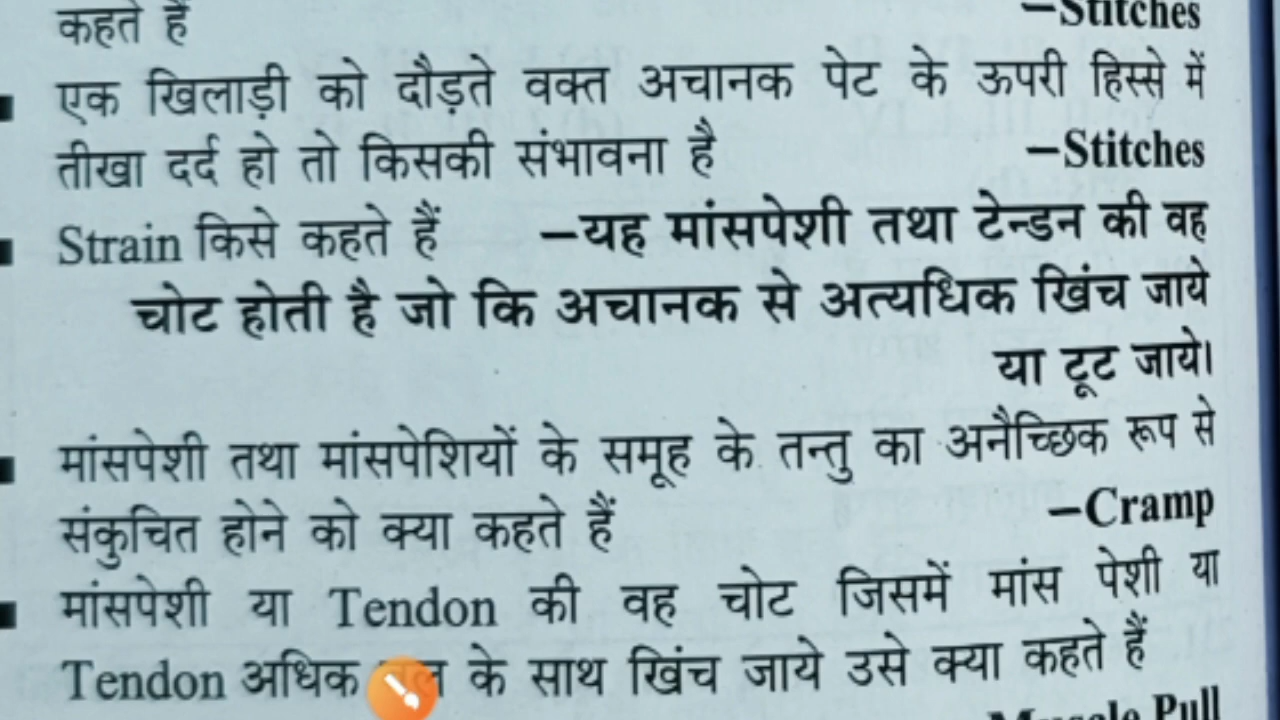 कहते हैं –Stitches
एक खिलाड़ी को दौड़ते वक्त अचानक पेट के ऊपरी हिस्से में
तीखा दर्द हो तो किसकी संभावना है –Stitches
Strain किसे कहते हैं –यह मांसपेशी तथा टेन्डन की वह
चोट होती है जो कि अचानक से अत्यधिक खिंच जाये
या टूट जाये।
मांसपेशी तथा मांसपेशियों के समूह के तन्तु का अनैच्छिक रूप से
संकुचित होने को क्या कहते हैं –Cramp
मांसपेशी या Tendon की वह चोट जिसमें मांस पेशी या
Tendon अधिक के साथ खिंच जाये उसे क्या कहते हैं
Muscle Pull